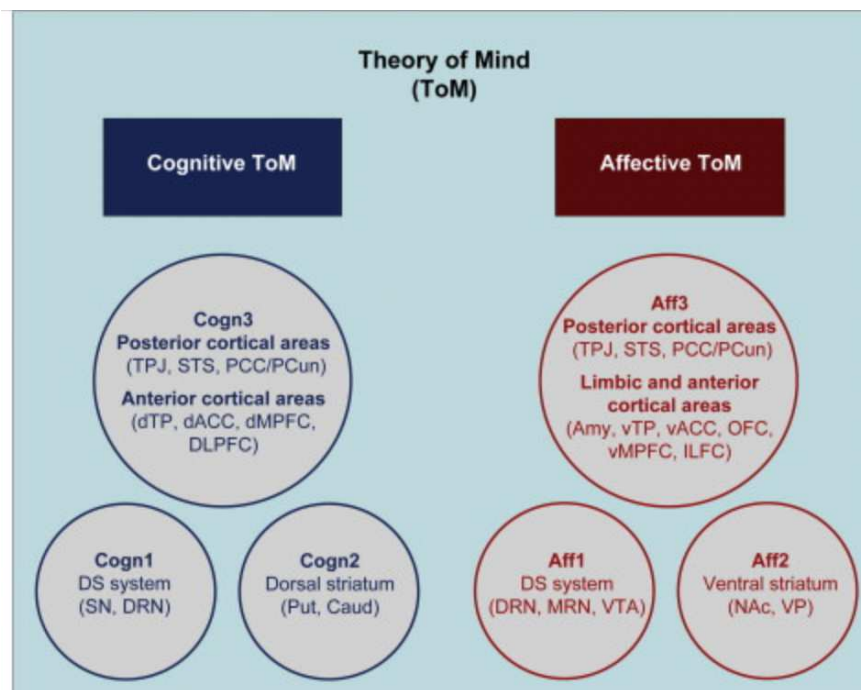 Theory of Mind
(ToM)
Cognitive ToM
Affective ToM
Cogn3
Posterior cortical areas
(TPJ, STS, PCC/PCun)
Anterior cortical areas
(dTP, dACC, dMPFC,
DLPFC)
Aff3
Posterior cortical areas
(TPJ, STS, PCC/PCun)
Limbic and anterior
cortical areas
(Amy, vTP, vACC, OFC,
vMPFC, ILFC)
Cogn1
DS system
(SN, DRN)
Cogn2
Dorsal striatum
(Put, Caud)
Aff1
DS system
(DRN, MRN, VTA)
Aff2
Ventral striatum
(NAc, VP)